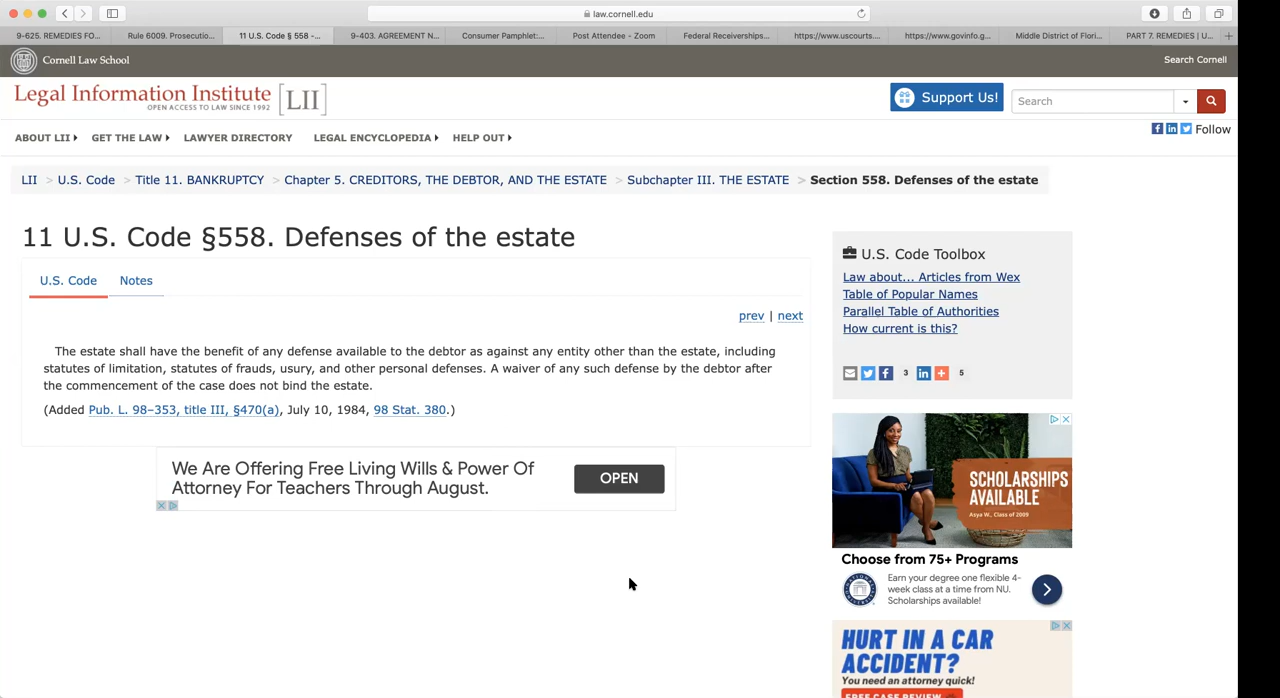 law.cornell.edu
9-625. REMEDIES FO...
Rule 6009. Prosecutio...
11 U.S. Code § 558 -...
9-403. AGREEMENT N...
Consumer Pamphlet:...
Post Attendee - Zoom
Federal Receiverships...
https://www.uscourts....
https://www.govinfo.g...
Middle District of Flori...
PART 7. REMEDIES | U...
Cornell Law School
Search Cornell
Legal Information Institute [LII]
OPEN ACCESS TO LAW SINCE 1992
Support Us!
Search
ABOUT LII
GET THE LAW
LAWYER DIRECTORY
LEGAL ENCYCLOPEDIA
HELP OUT
Follow
LII > U.S. Code > Title 11. BANKRUPTCY > Chapter 5. CREDITORS, THE DEBTOR, AND THE ESTATE > Subchapter III. THE ESTATE > Section 558. Defenses of the estate
11 U.S. Code §558. Defenses of the estate
U.S. Code
Notes
prev | next
The estate shall have the benefit of any defense available to the debtor as against any entity other than the estate, including
statutes of limitation, statutes of frauds, usury, and other personal defenses. A waiver of any such defense by the debtor after
the commencement of the case does not bind the estate.
(Added Pub. L. 98–353, title III, §470(a), July 10, 1984, 98 Stat. 380.)
We Are Offering Free Living Wills & Power Of
Attorney For Teachers Through August.
OPEN
U.S. Code Toolbox
Law about... Articles from Wex
Table of Popular Names
Parallel Table of Authorities
How current is this?
3
5
SCHOLARSHIPS
AVAILABLE
Asya W., Class of 2009
Choose from 75+ Programs
Earn your degree one flexible 4-
week class at a time from NU.
Scholarships available!
HURT IN A CAR
ACCIDENT?
You need an attorney quick!
FREE CASE REVIEW